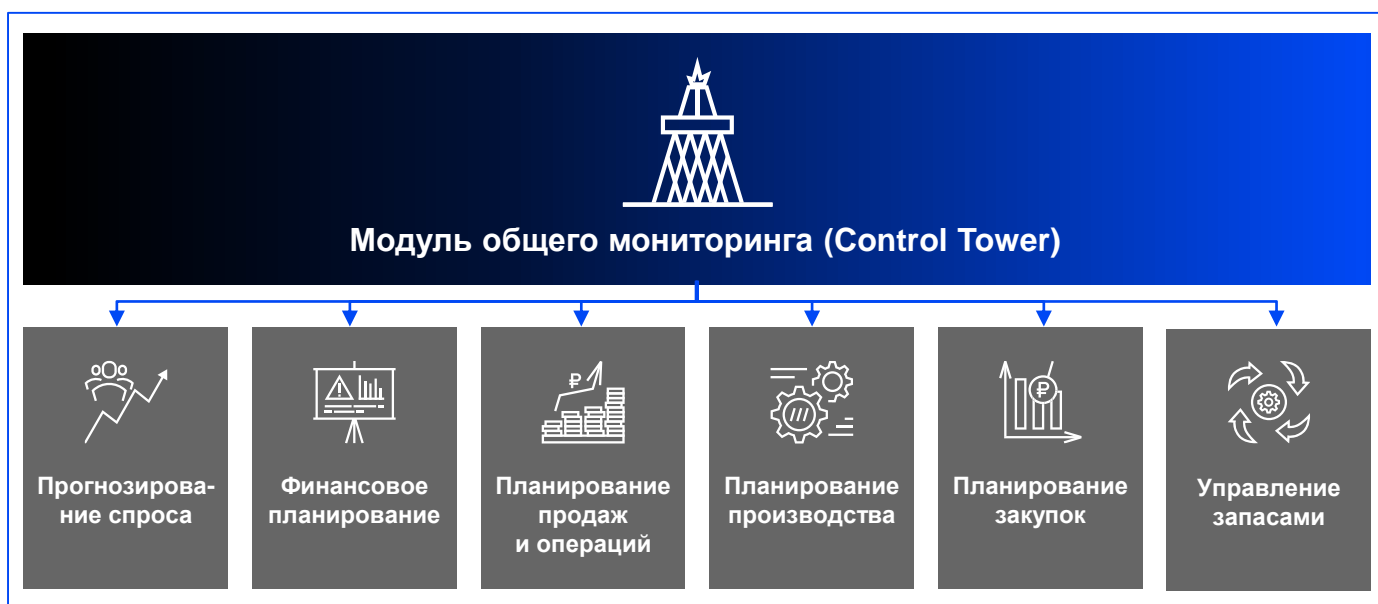 Модуль общего мониторинга (Control Tower)
Прогнозирова-
ние спроса
Финансовое
планирование
₽
Планирование
продаж
и операций
Планирование
производства
₽
Планирование
закупок
Управление
запасами